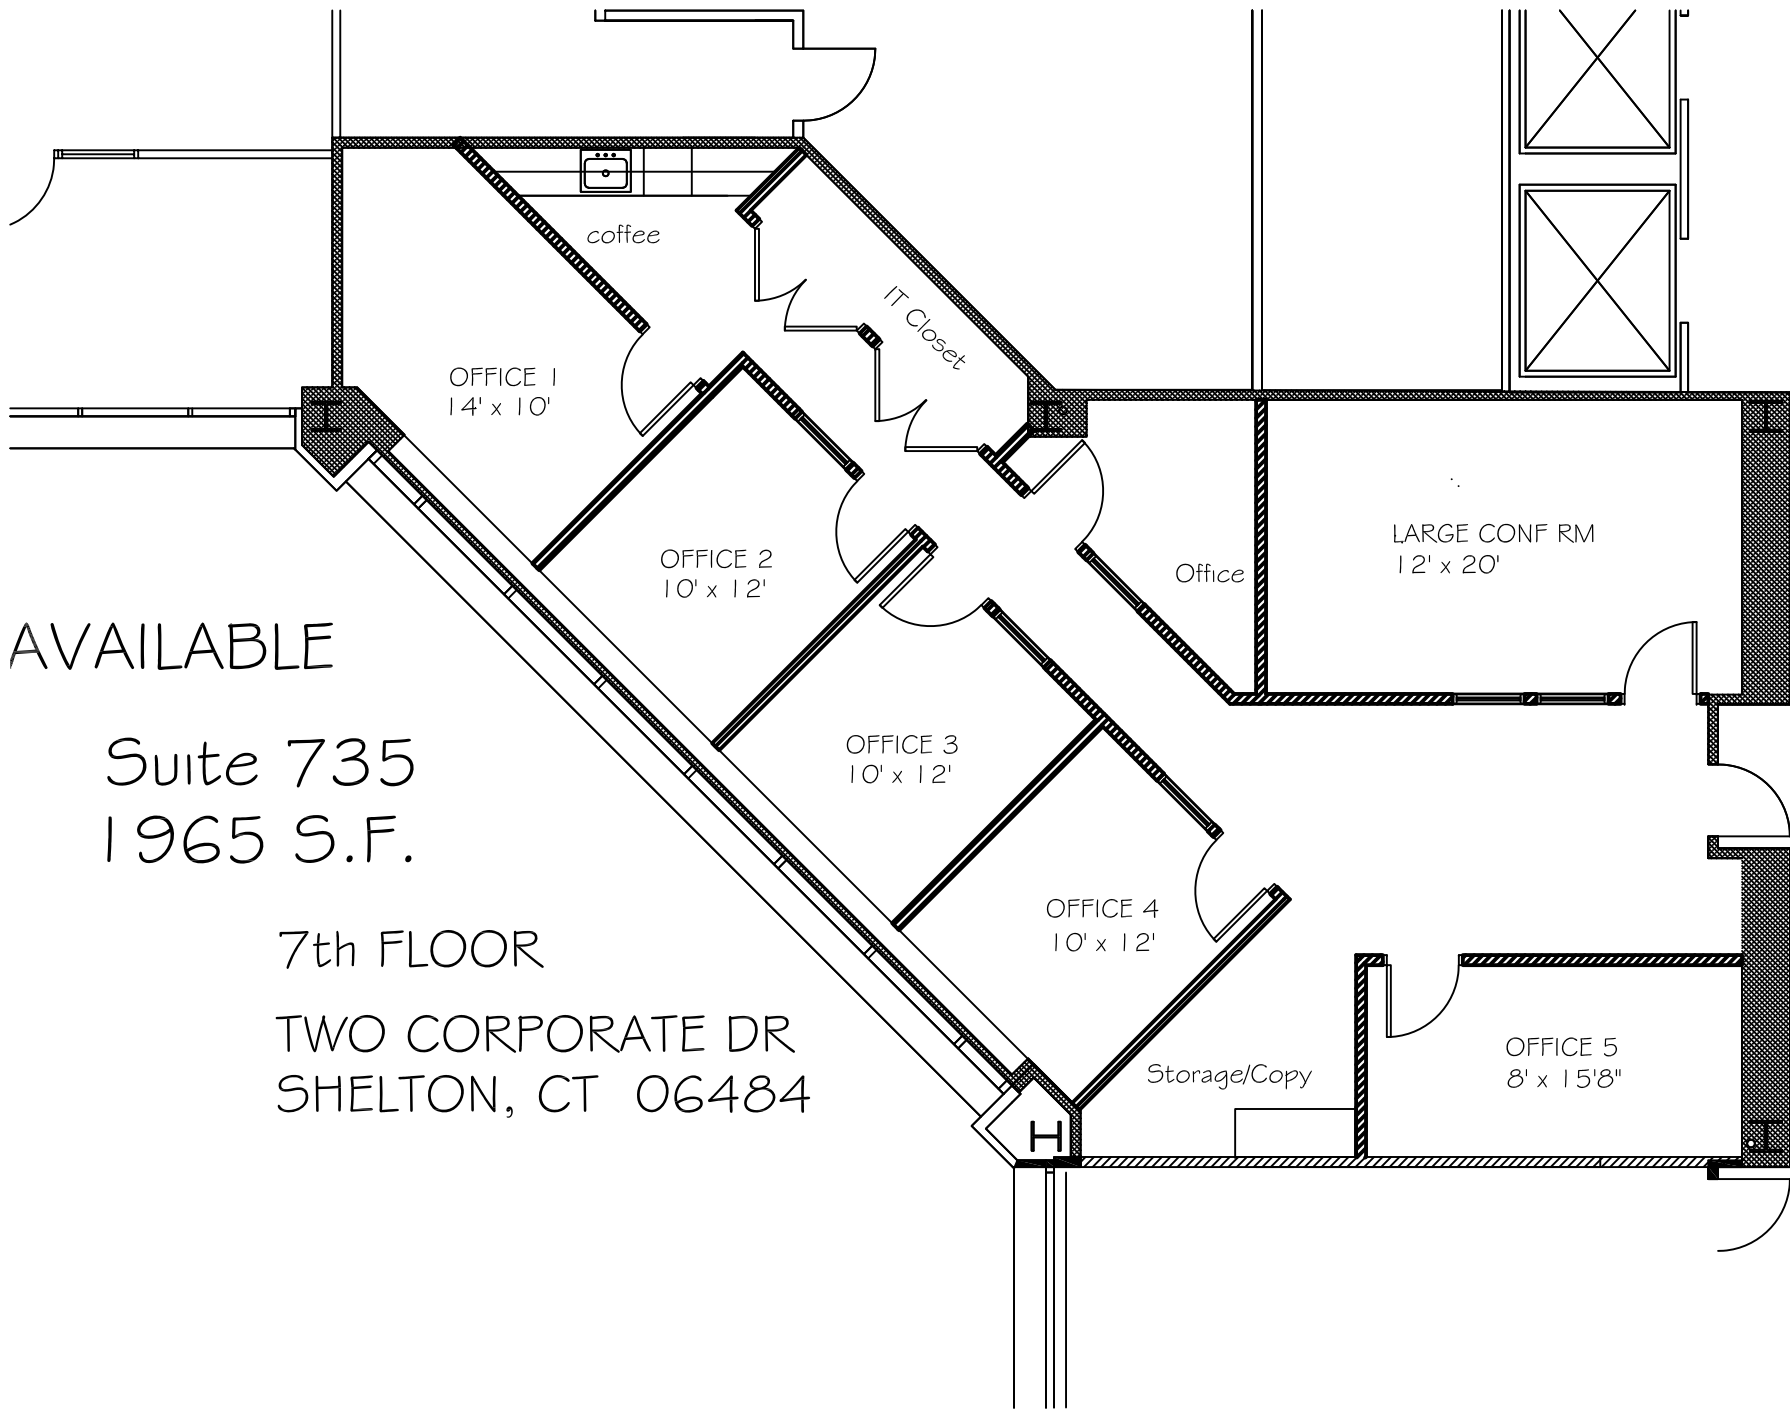 coffee
IT Closet
OFFICE 1
14' x 10'
OFFICE 2
10' x 12'
Office
LARGE CONF RM
12' x 20'
OFFICE 3
10' x 12'
OFFICE 4
10' x 12'
Storage/Copy
OFFICE 5
8' x 15'8"
AVAILABLE
Suite 735
1965 S.F.
7th FLOOR
TWO CORPORATE DR
SHELTON, CT 06484